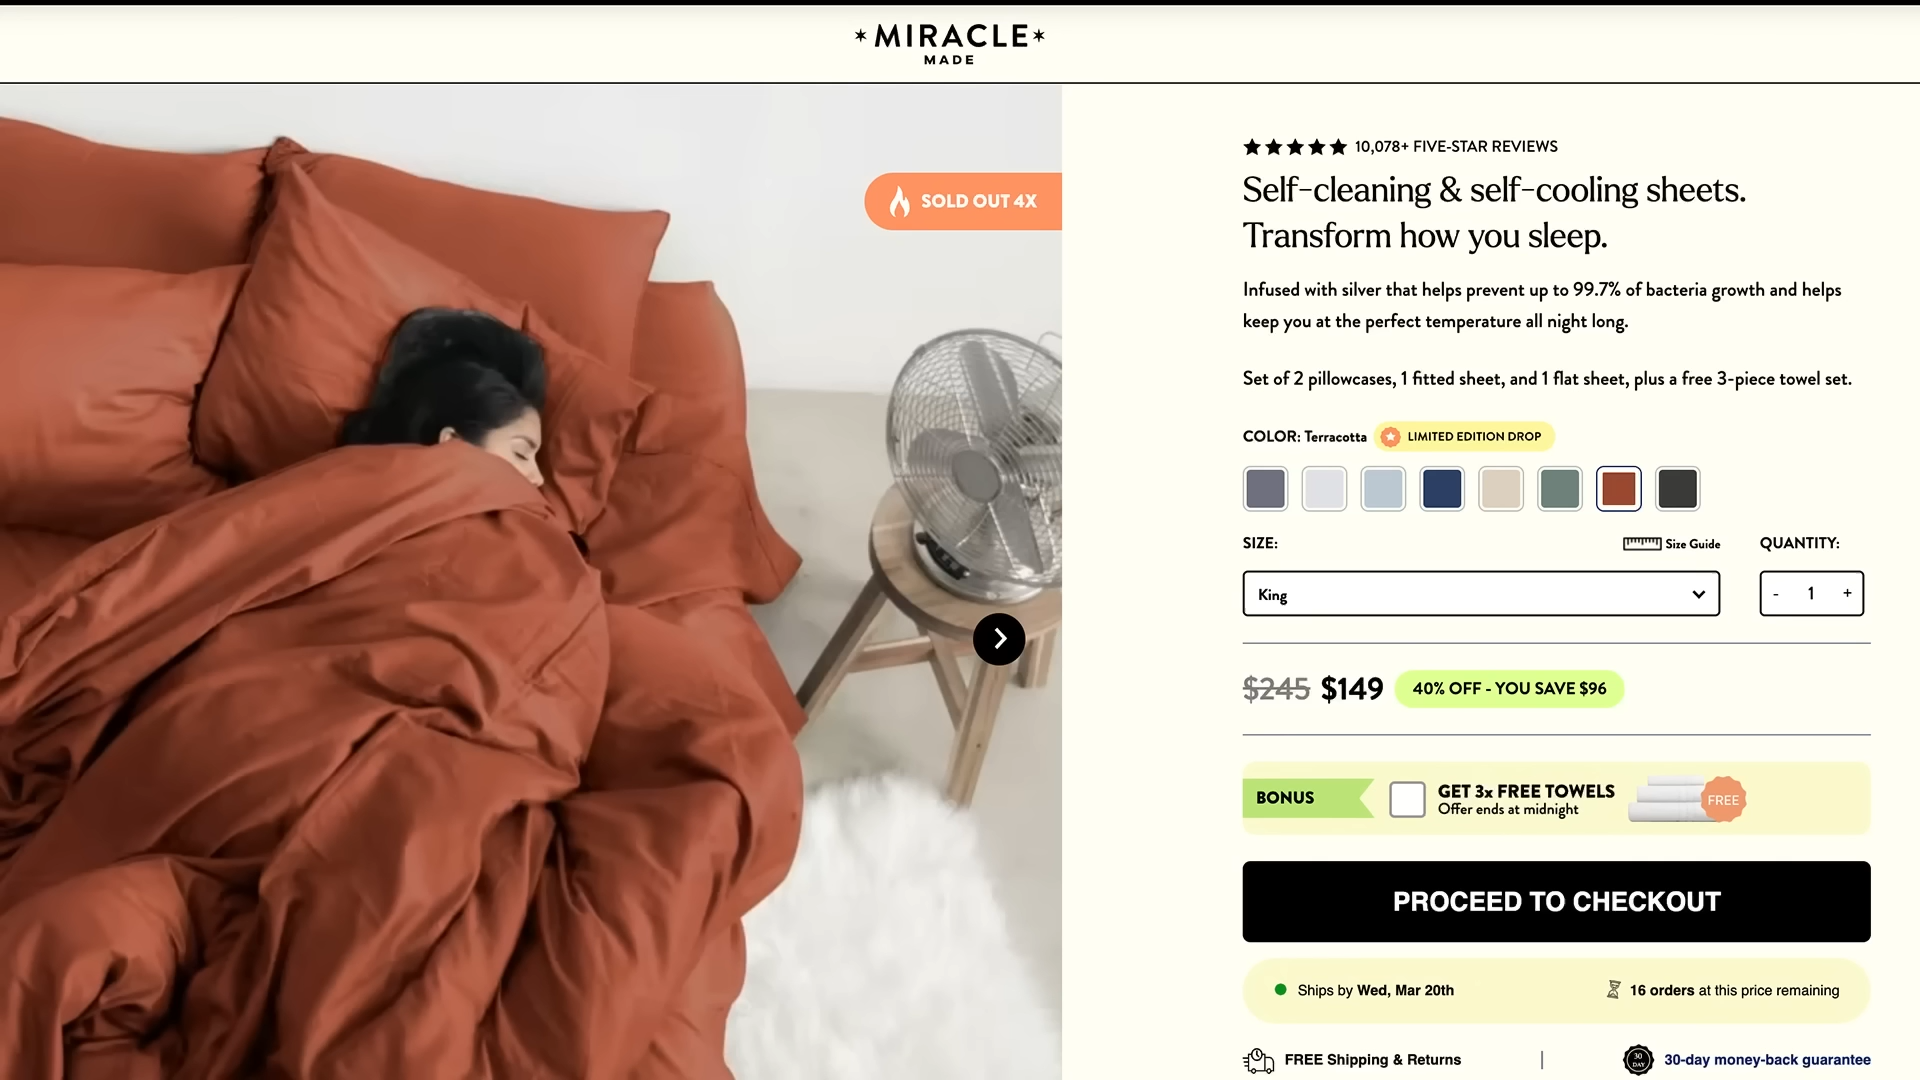 MIRACLE
MADE
SOLD OUT 4X
10,078+ FIVE-STAR REVIEWS
Self-cleaning & self-cooling sheets.
Transform how you sleep.
Infused with silver that helps prevent up to 99.7% of bacteria growth and helps
keep you at the perfect temperature all night long.
Set of 2 pillowcases, 1 fitted sheet, and 1 flat sheet, plus a free 3-piece towel set.
COLOR: Terracotta LIMITED EDITION DROP
SIZE: Size Guide QUANTITY:
King - 1 +
$245 $149 40% OFF - YOU SAVE $96
BONUS GET 3x FREE TOWELS FREE
Offer ends at midnight
PROCEED TO CHECKOUT
Ships by Wed, Mar 20th 16 orders at this price remaining
FREE Shipping & Returns | 30 DAY 30-day money-back guarantee